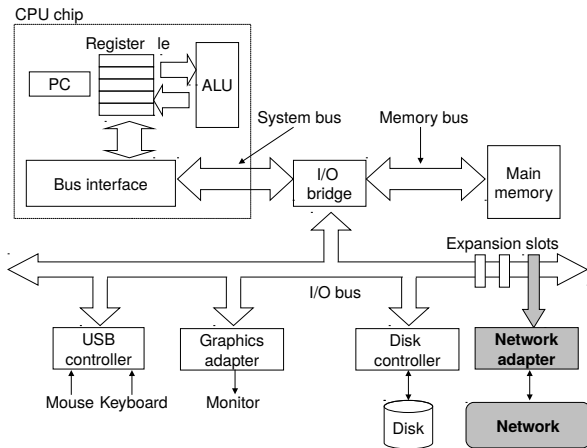 CPU chip
Register le
PC
ALU
System bus
Memory bus
Bus interface
I/O
bridge
Main
memory
Expansion slots
I/O bus
USB
controller
Graphics
adapter
Disk
controller
Network
adapter
Mouse Keyboard
Monitor
Disk
Network